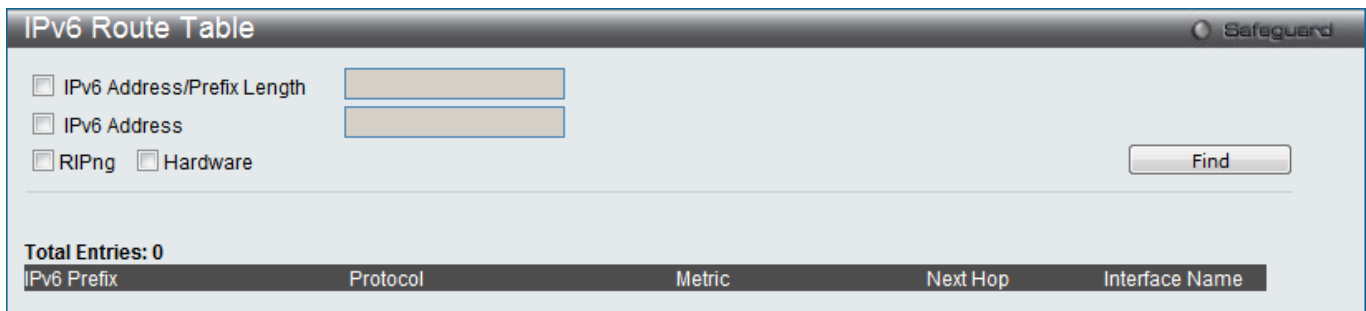 IPv6 Route Table
Safeguard
IPv6 Address/Prefix Length
IPv6 Address
RIPng Hardware
Find
Total Entries: 0
IPv6 Prefix Protocol Metric Next Hop Interface Name